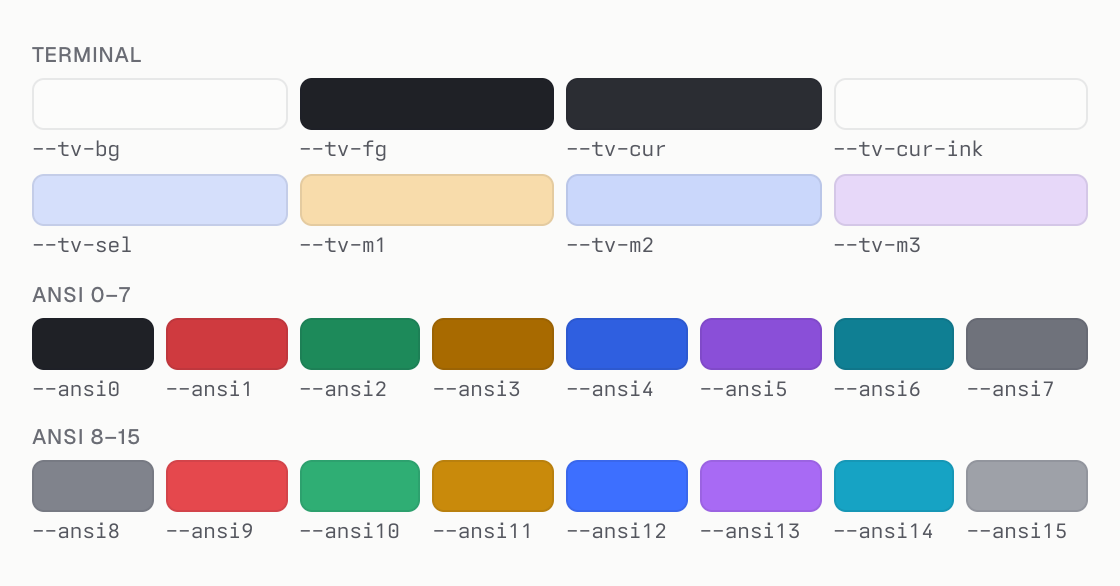 TERMINAL
--tv-bg --tv-fg --tv-cur --tv-cur-ink
--tv-sel --tv-m1 --tv-m2 --tv-m3
ANSI 0–7
--ansi0 --ansi1 --ansi2 --ansi3 --ansi4 --ansi5 --ansi6 --ansi7
ANSI 8–15
--ansi8 --ansi9 --ansi10 --ansi11 --ansi12 --ansi13 --ansi14 --ansi15